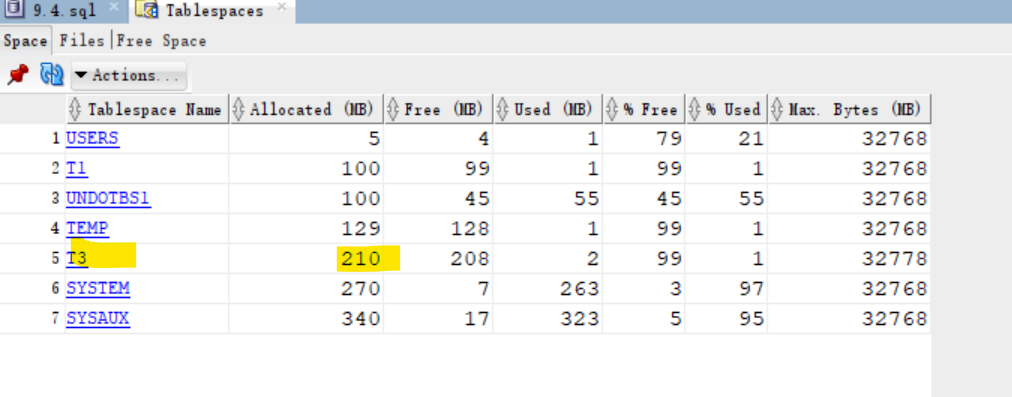 9.4.sql × Tablespaces ×
Space Files Free Space
Actions...
Tablespace Name Allocated (MB) Free (MB) Used (MB) % Free % Used Max. Bytes (MB)
1 USERS 5 4 1 79 21 32768
2 T1 100 99 1 99 1 32768
3 UNDOTBS1 100 45 55 45 55 32768
4 TEMP 129 128 1 99 1 32768
5 T3 210 208 2 99 1 32778
6 SYSTEM 270 7 263 3 97 32768
7 SYSAUX 340 17 323 5 95 32768